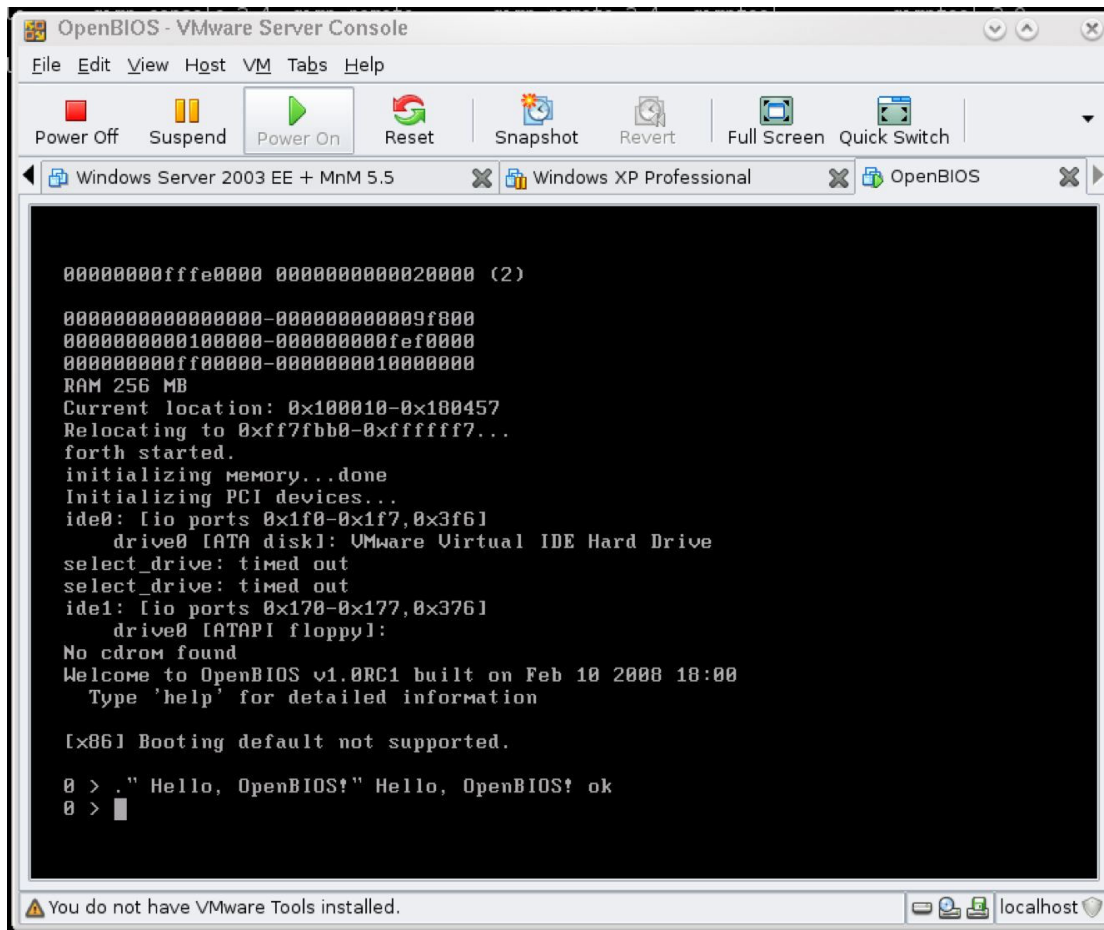 OpenBIOS - VMware Server Console
File Edit View Host VM Tabs Help
Power Off Suspend Power On Reset Snapshot Revert Full Screen Quick Switch
Windows Server 2003 EE + MnM 5.5 Windows XP Professional OpenBIOS
00000000fffe0000 0000000000020000 (2)
0000000000000000-000000000009f800
0000000000100000-000000000fef0000
000000000ff00000-0000000010000000
RAM 256 MB
Current location: 0x100010-0x180457
Relocating to 0xff7fbb0-0xffffff7...
forth started.
initializing memory...done
Initializing PCI devices...
ide0: [io ports 0x1f0-0x1f7,0x3f6]
drive0 [ATA disk]: VMware Virtual IDE Hard Drive
select_drive: timed out
select_drive: timed out
ide1: [io ports 0x170-0x177,0x376]
drive0 [ATAPI floppy]:
No cdrom found
Welcome to OpenBIOS v1.0RC1 built on Feb 10 2008 18:00
Type 'help' for detailed information
[x86] Booting default not supported.
0 > ." Hello, OpenBIOS!" Hello, OpenBIOS! ok
0 >
You do not have VMware Tools installed. localhost